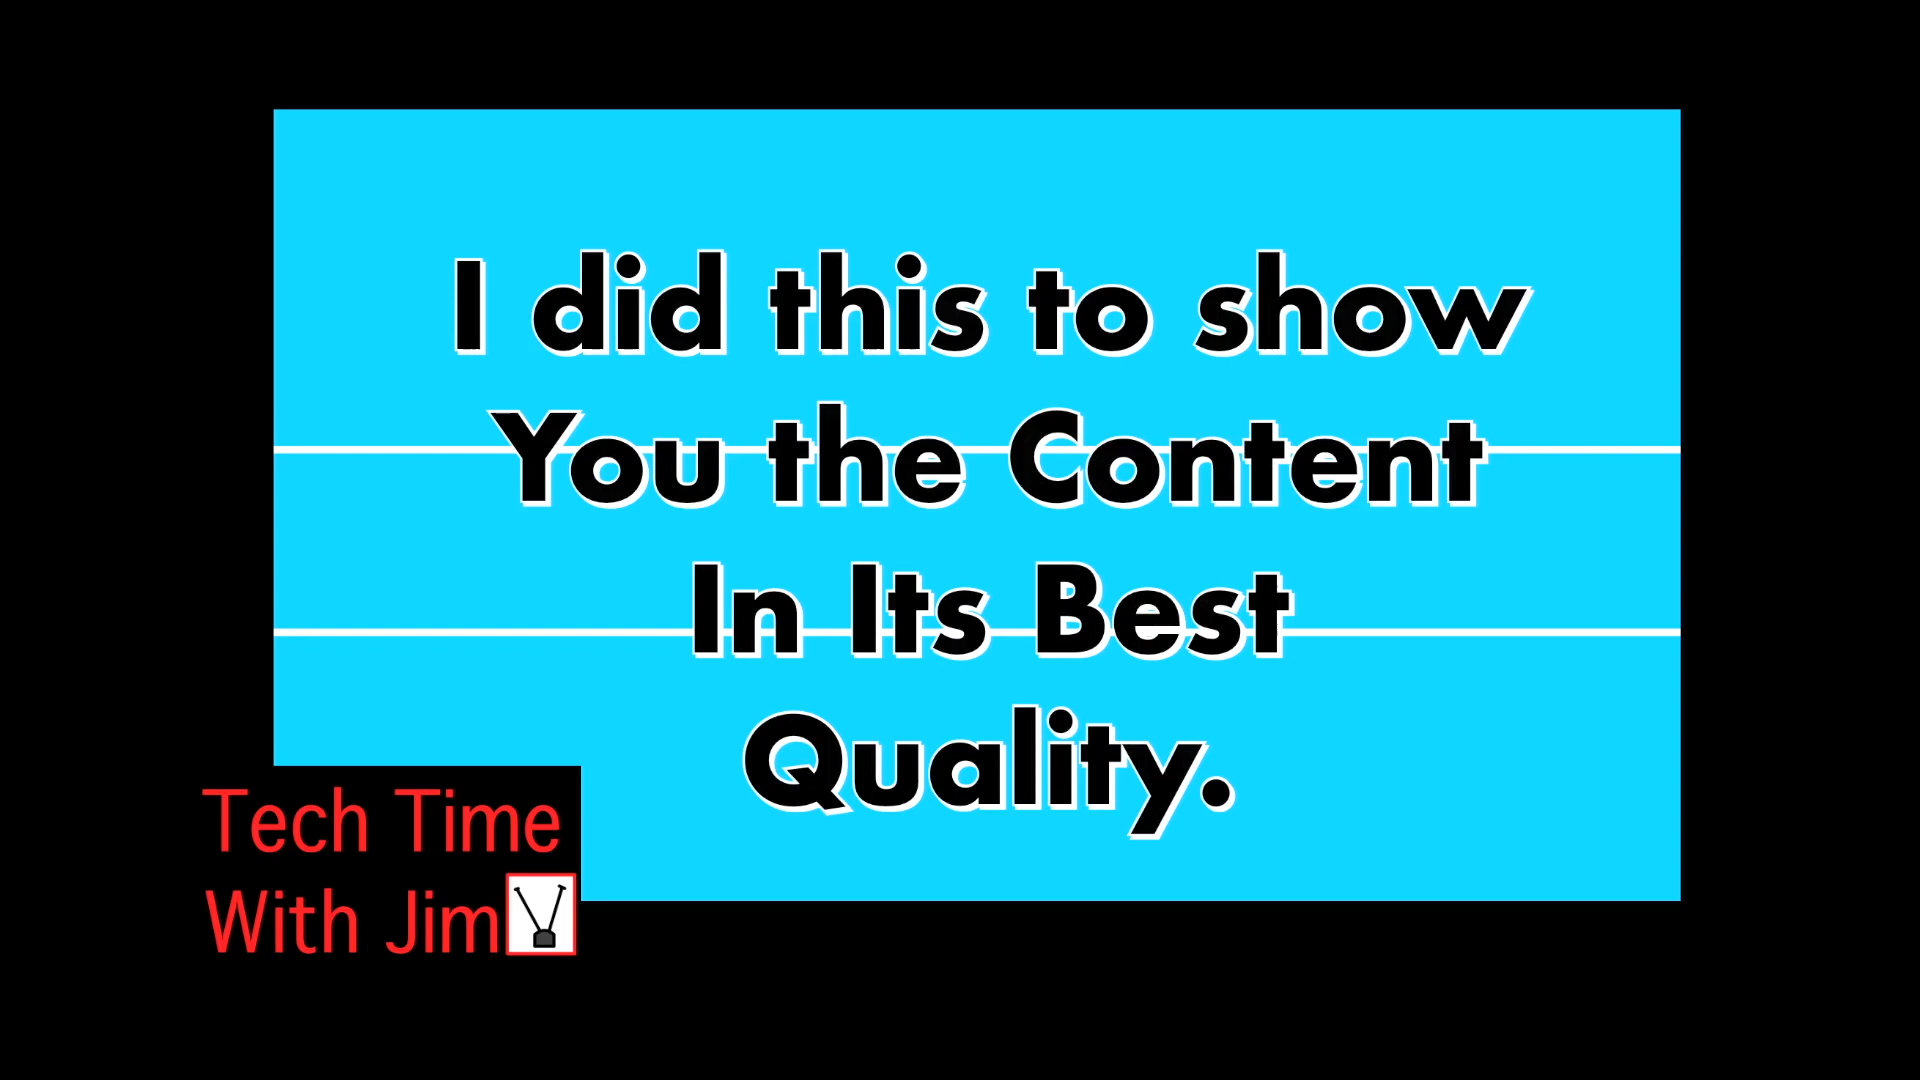 I did this to show
You the Content
In Its Best
Quality.
Tech Time
With Jim